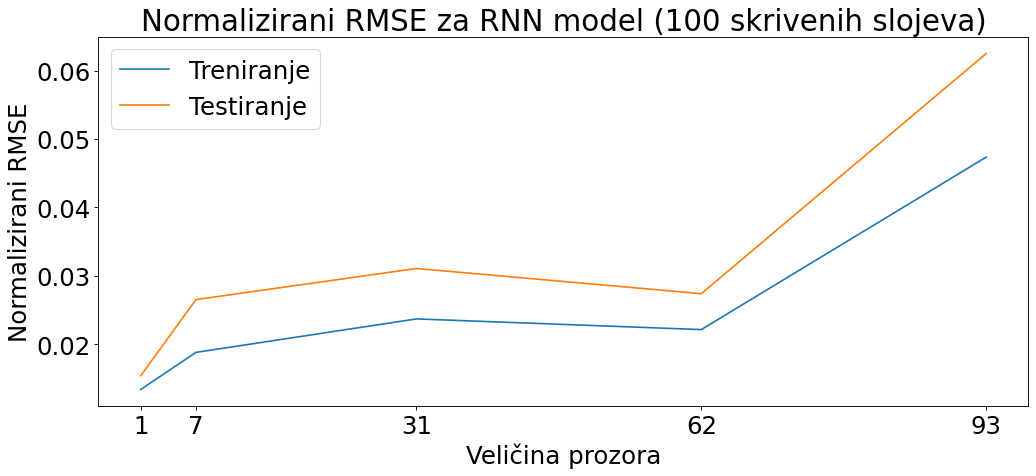 Normalizirani RMSE za RNN model (100 skrivenih slojeva)
Treniranje
Testiranje
Normalizirani RMSE
0.06
0.05
0.04
0.03
0.02
1 7 31 62 93
Veličina prozora